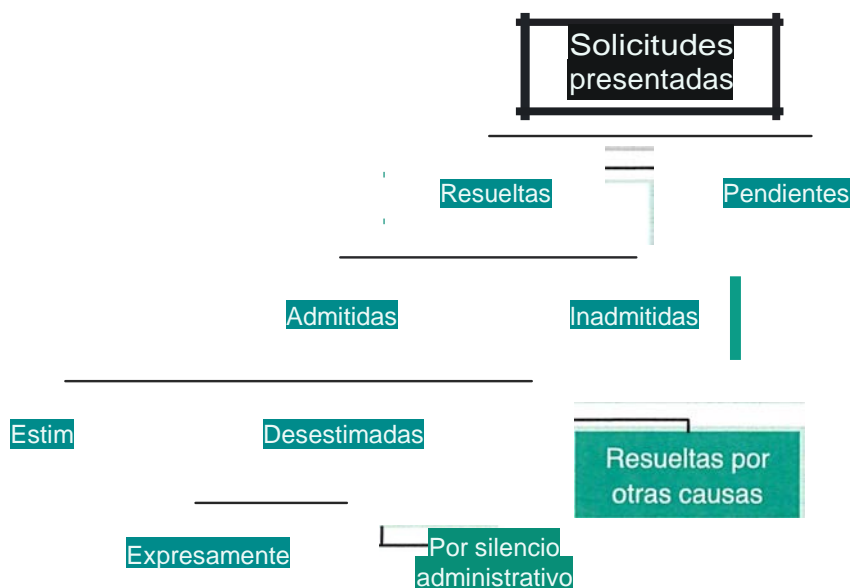 Solicitudes
presentadas
Resueltas
Pendientes
Admitidas
Inadmitidas
Estim
Desestimadas
Resueltas por
otras causas
Expresamente
Por silencio
administrativo